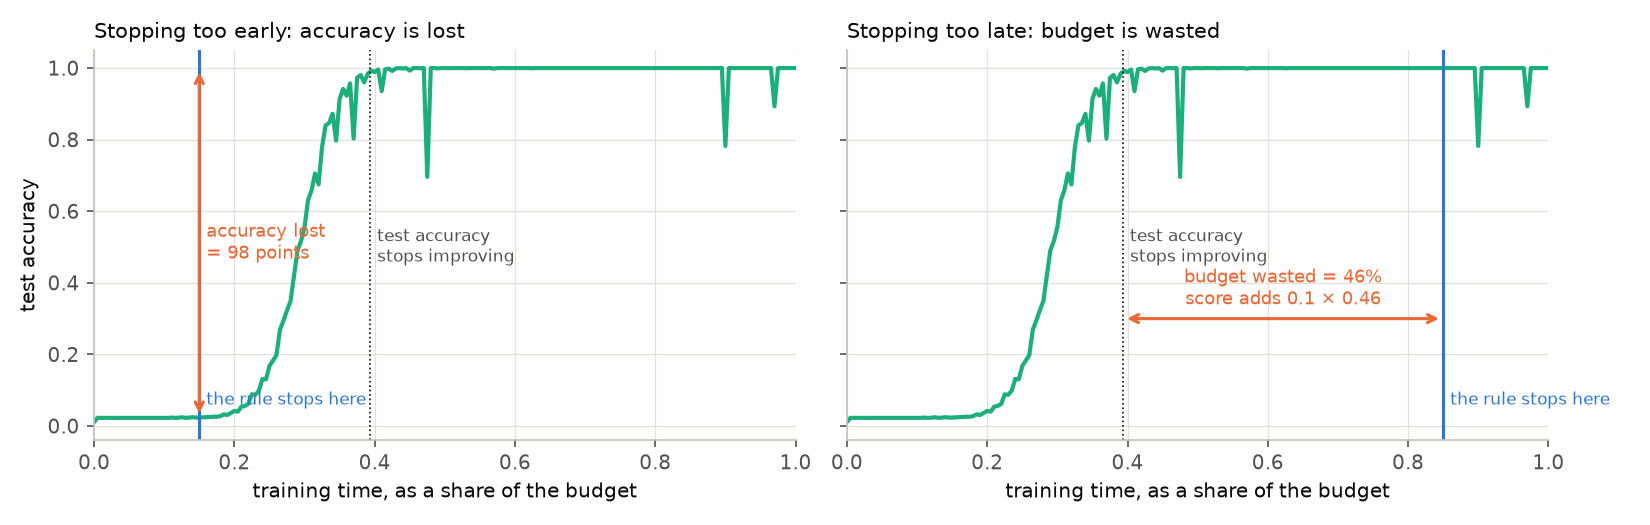 Stopping too early: accuracy is lost
test accuracy
1.0
0.8
0.6
0.4
0.2
0.0
accuracy lost
= 98 points
test accuracy
stops improving
the rule stops here
0.0 0.2 0.4 0.6 0.8 1.0
training time, as a share of the budget
Stopping too late: budget is wasted
test accuracy
stops improving
budget wasted = 46%
score adds 0.1 × 0.46
the rule stops here
0.0 0.2 0.4 0.6 0.8 1.0
training time, as a share of the budget